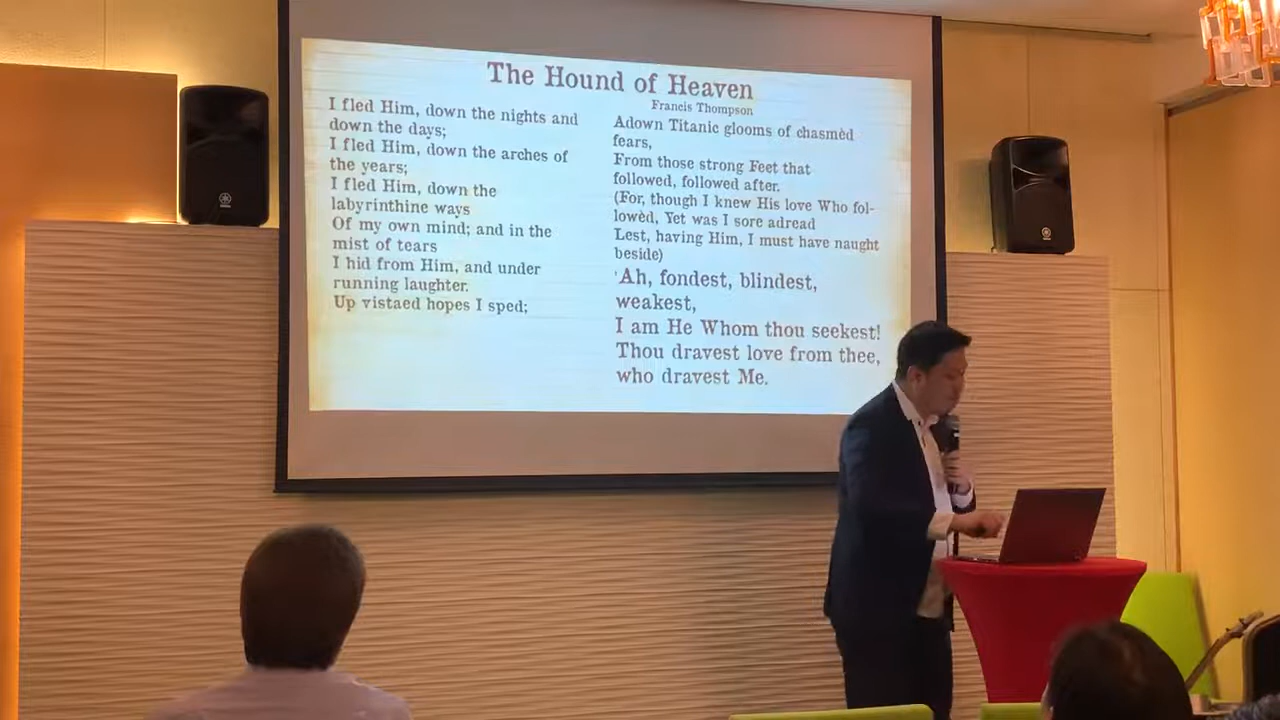 The Hound of Heaven
Francis Thompson
I fled Him, down the nights and
down the days;
I fled Him, down the arches of
the years;
I fled Him, down the
labyrinthine ways
Of my own mind; and in the
mist of tears
I hid from Him, and under
running laughter.
Up vistaed hopes I sped;
Adown Titanic glooms of chasmèd
fears,
From those strong Feet that
followed, followed after.
(For, though I knew His love Who fol-
lowèd, Yet was I sore adread
Lest, having Him, I must have naught
beside)
'Ah, fondest, blindest,
weakest,
I am He Whom thou seekest!
Thou dravest love from thee,
who dravest Me.